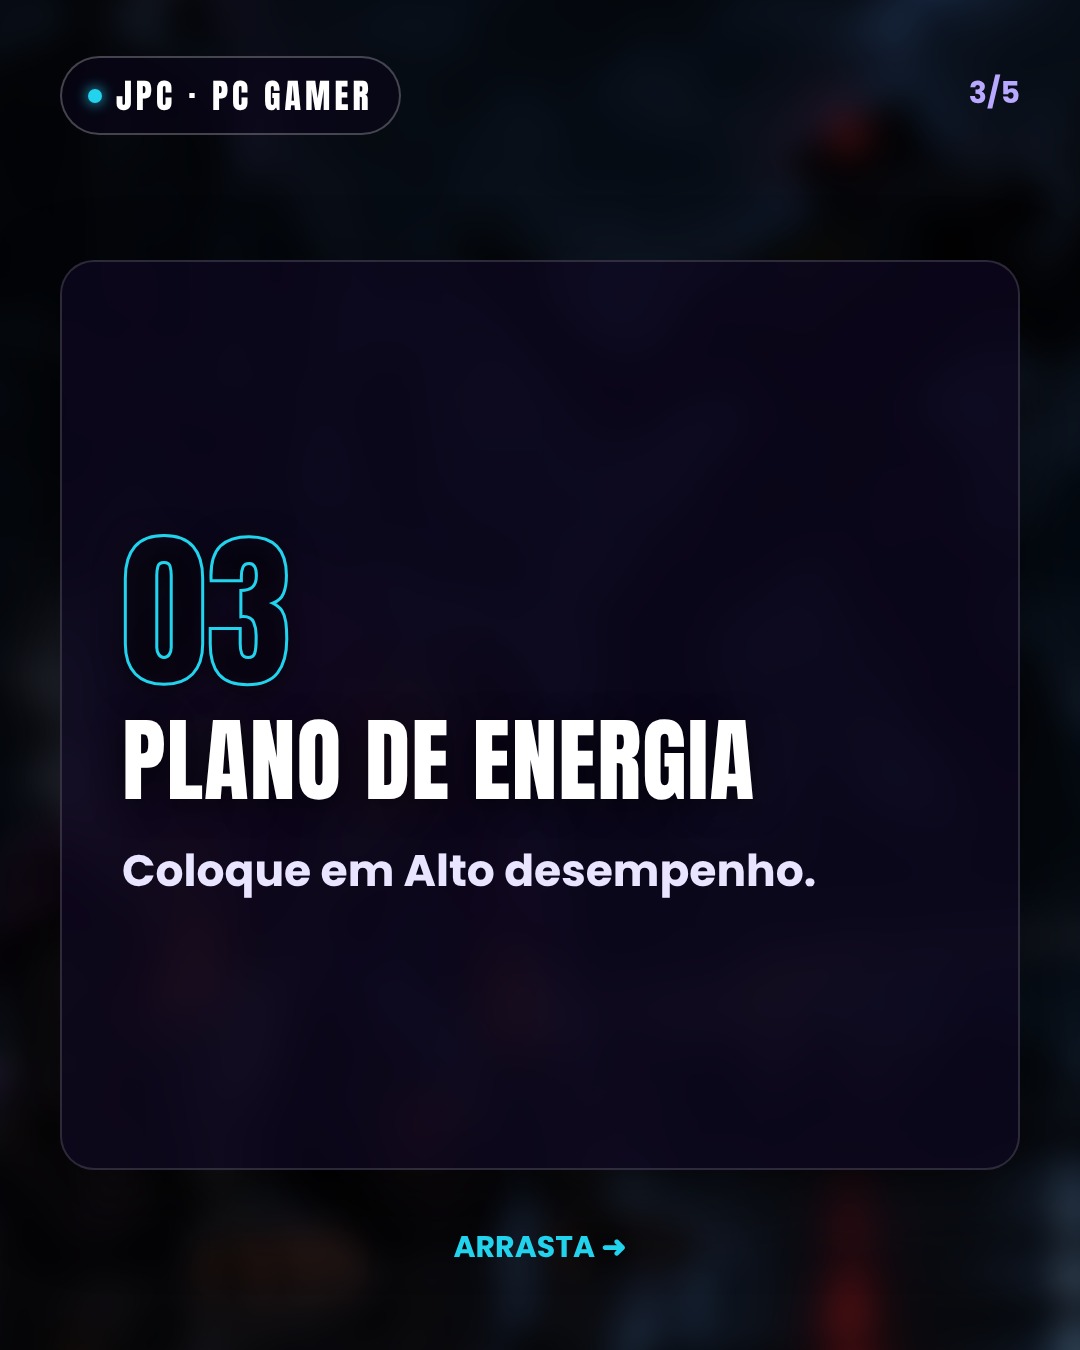 JPC · PC GAMER
3/5
03
PLANO DE ENERGIA
Coloque em Alto desempenho.
ARRASTA →